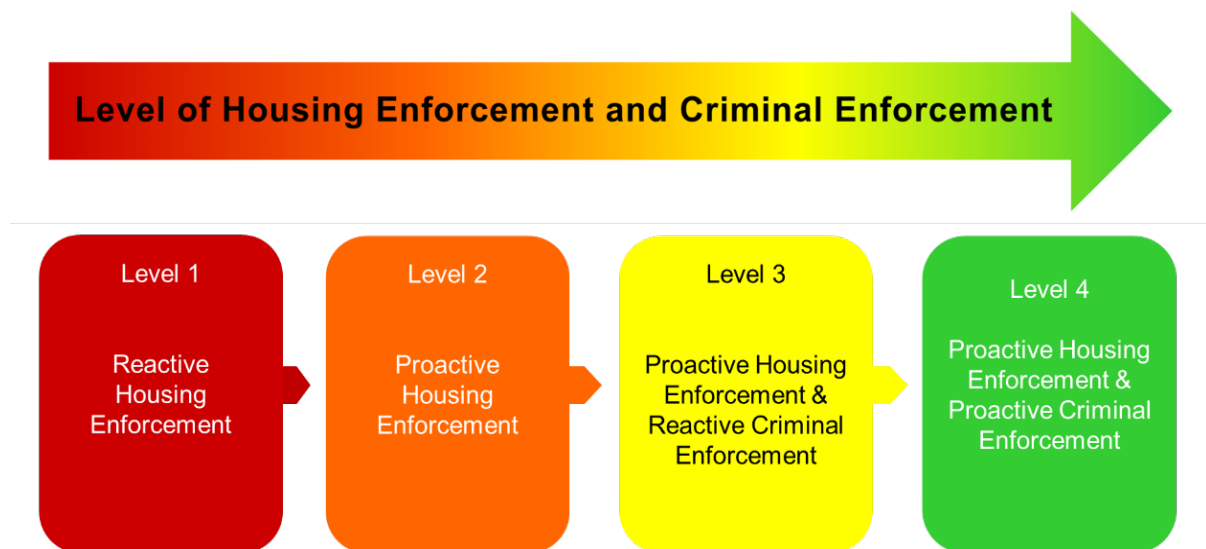 Level of Housing Enforcement and Criminal Enforcement
Level 1
Reactive
Housing
Enforcement
Level 2
Proactive
Housing
Enforcement
Level 3
Proactive Housing
Enforcement &
Reactive Criminal
Enforcement
Level 4
Proactive Housing
Enforcement &
Proactive Criminal
Enforcement